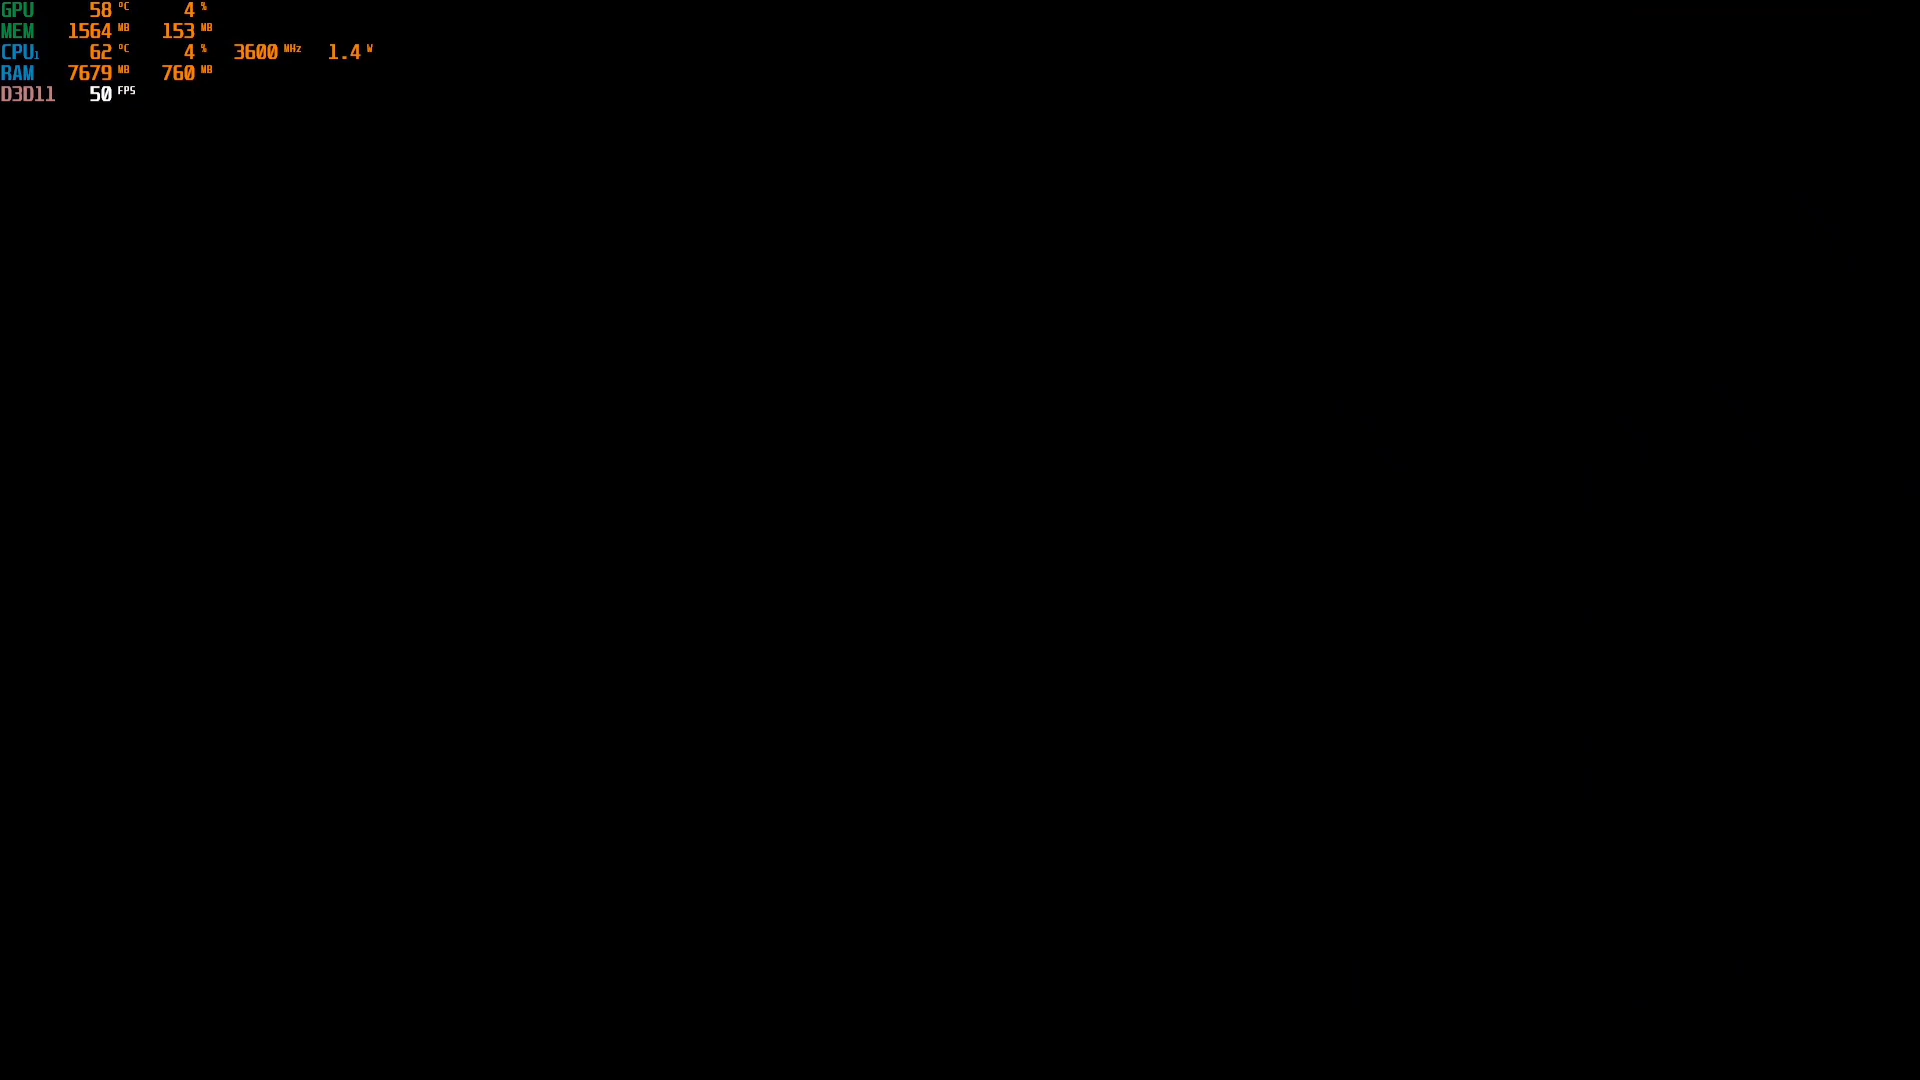 GPU 58 °C 4 %
MEM 1564 MB 153 MB
CPU1 62 °C 4 % 3600 MHz 1.4 W
RAM 7679 MB 760 MB
D3D11 50 FPS